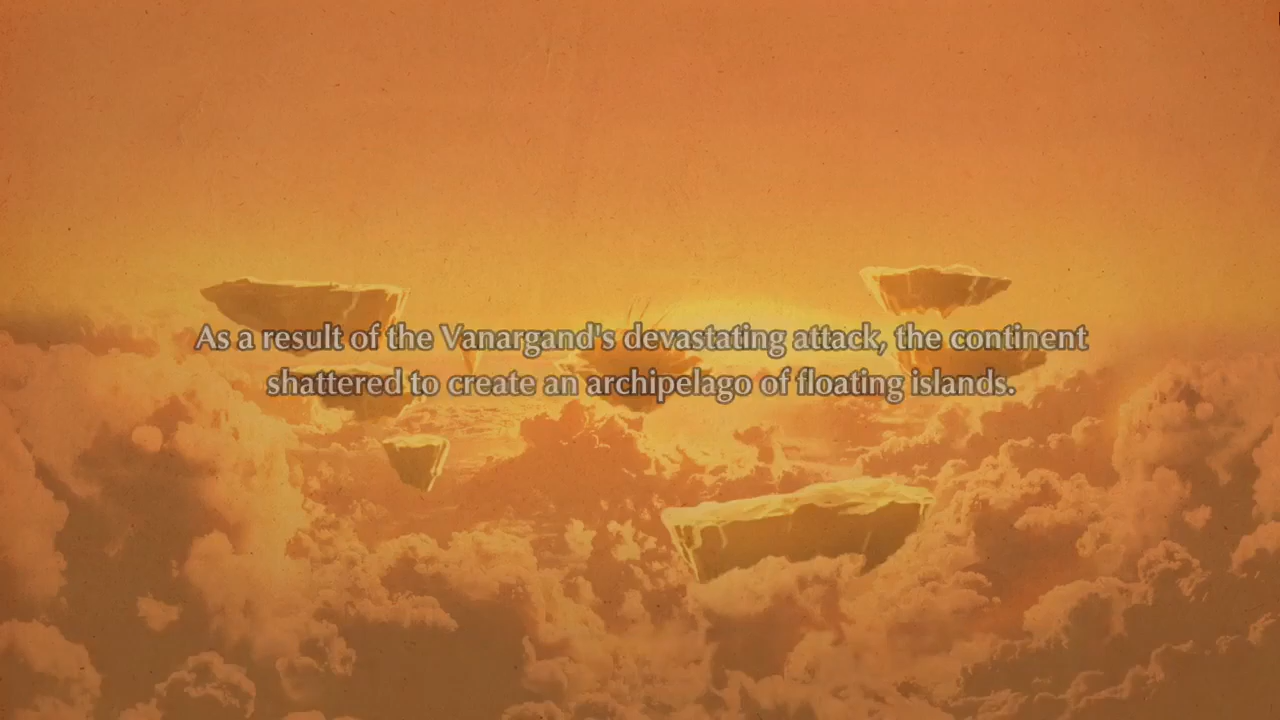 As a result of the Vanargand's devastating attack, the continent
shattered to create an archipelago of floating islands.